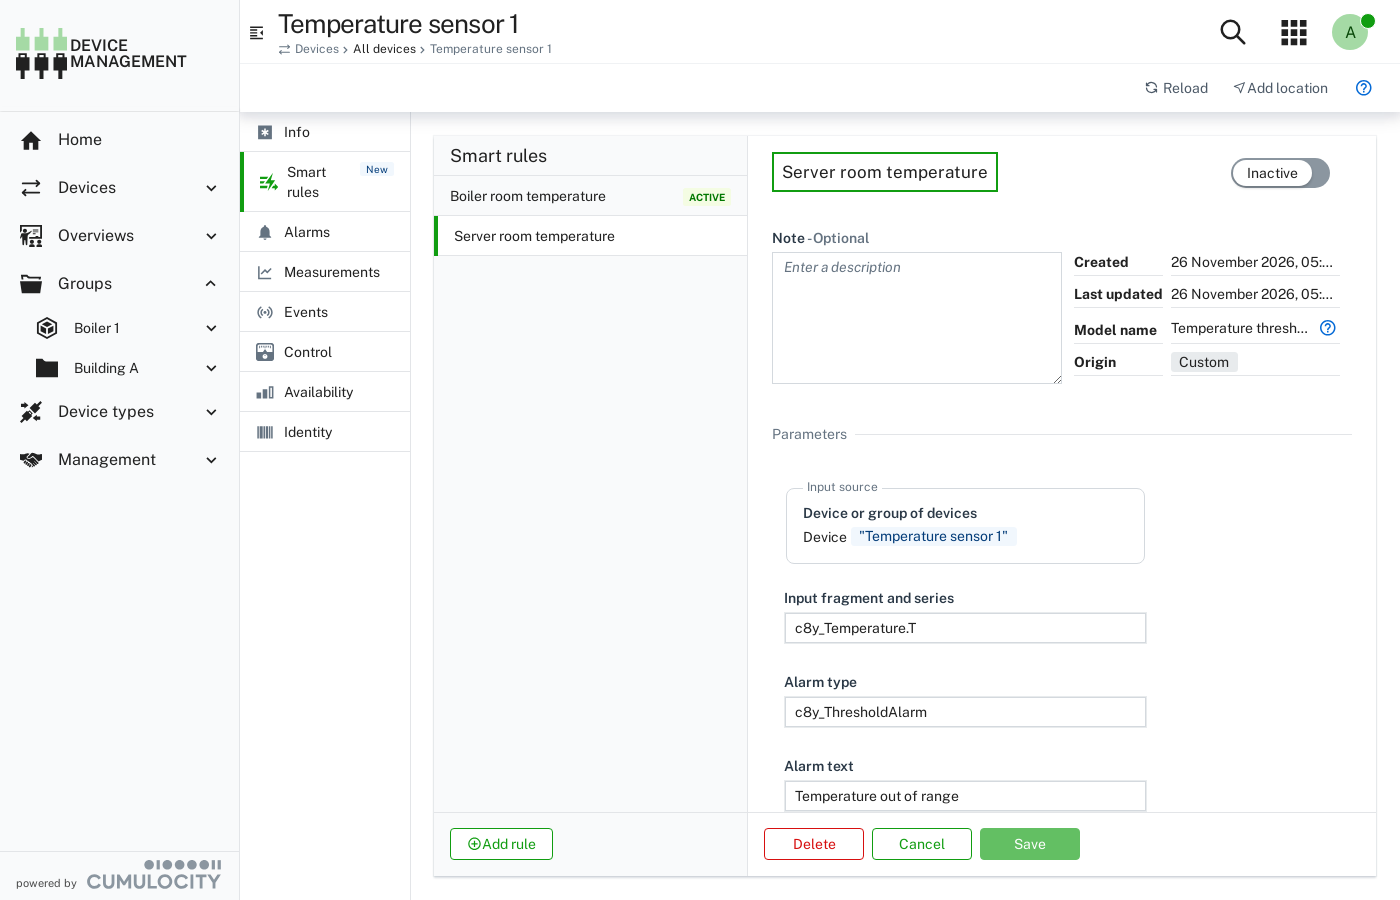 DEVICE
MANAGEMENT
Home
Devices
Overviews
Groups
Boiler 1
Building A
Device types
Management
powered by
CUMULOCITY
Temperature sensor 1
Devices > All devices > Temperature sensor 1
A
Reload
Add location
Info
Smart
rules
New
Alarms
Measurements
Events
Control
Availability
Identity
Smart rules
Boiler room temperature
ACTIVE
Server room temperature
Add rule
Server room temperature
Inactive
Note - Optional
Enter a description
Created 26 November 2026, 05:...
Last updated 26 November 2026, 05:...
Model name Temperature thresh...
Origin Custom
Parameters
Input source
Device or group of devices
Device "Temperature sensor 1"
Input fragment and series
c8y_Temperature.T
Alarm type
c8y_ThresholdAlarm
Alarm text
Temperature out of range
Delete
Cancel
Save